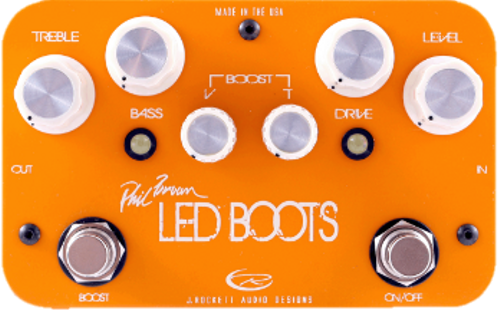 MADE IN THE USA
TREBLE
LEVEL
BOOST
V
T
BASS
DRIVE
OUT
IN
Phil Brown
LED BOOTS
BOOST
ON/OFF
J.ROCKETT AUDIO DESIGNS